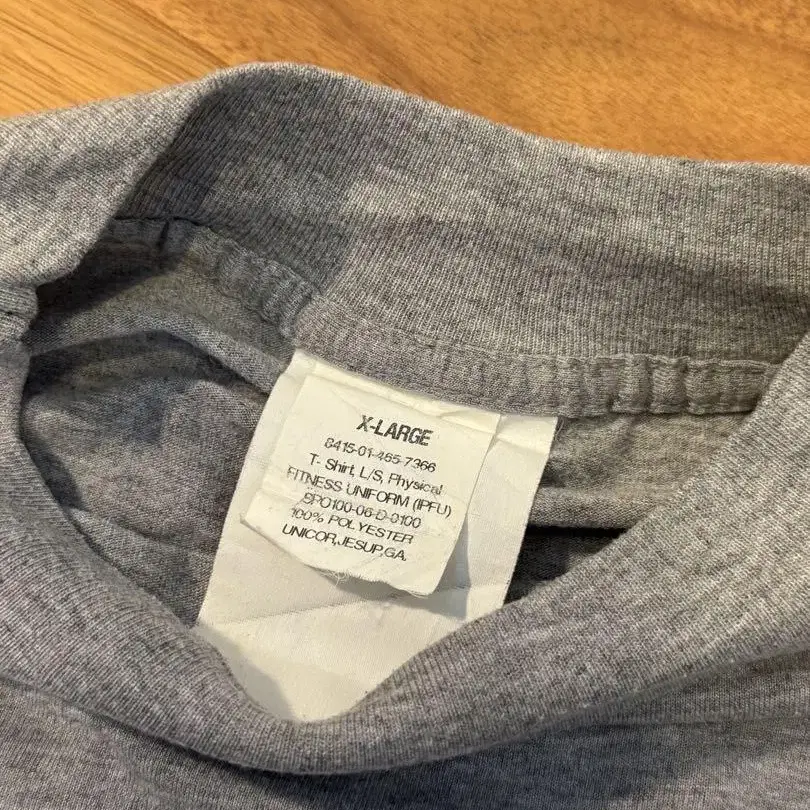 X-LARGE
8415-01-465-7366
T- Shirt, L/S, Physical
FITNESS UNIFORM (IPFU)
SPO100-06-D-0100
100% POLYESTER
UNICOR,JESUP,GA.